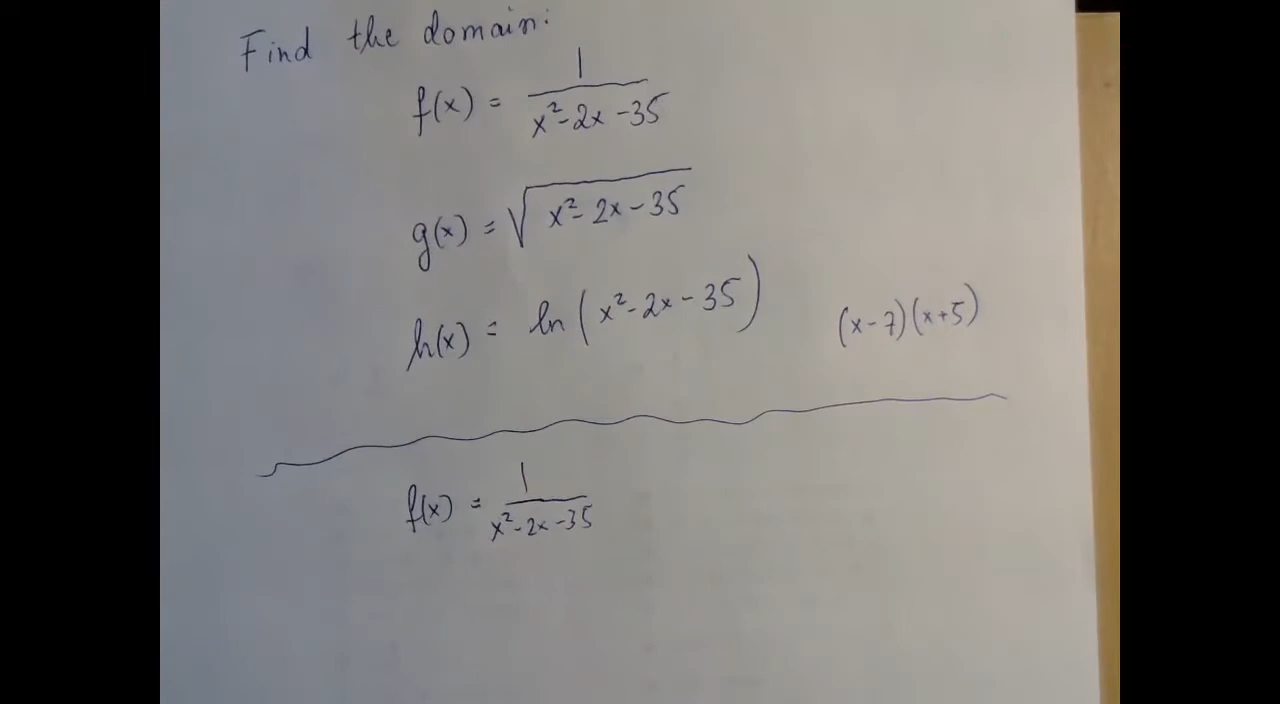 Find the domain:
f(x) = 1/(x²-2x-35)
g(x) = √(x²-2x-35)
h(x) = ln(x²-2x-35)
(x-7)(x+5)
f(x) = 1/(x²-2x-35)